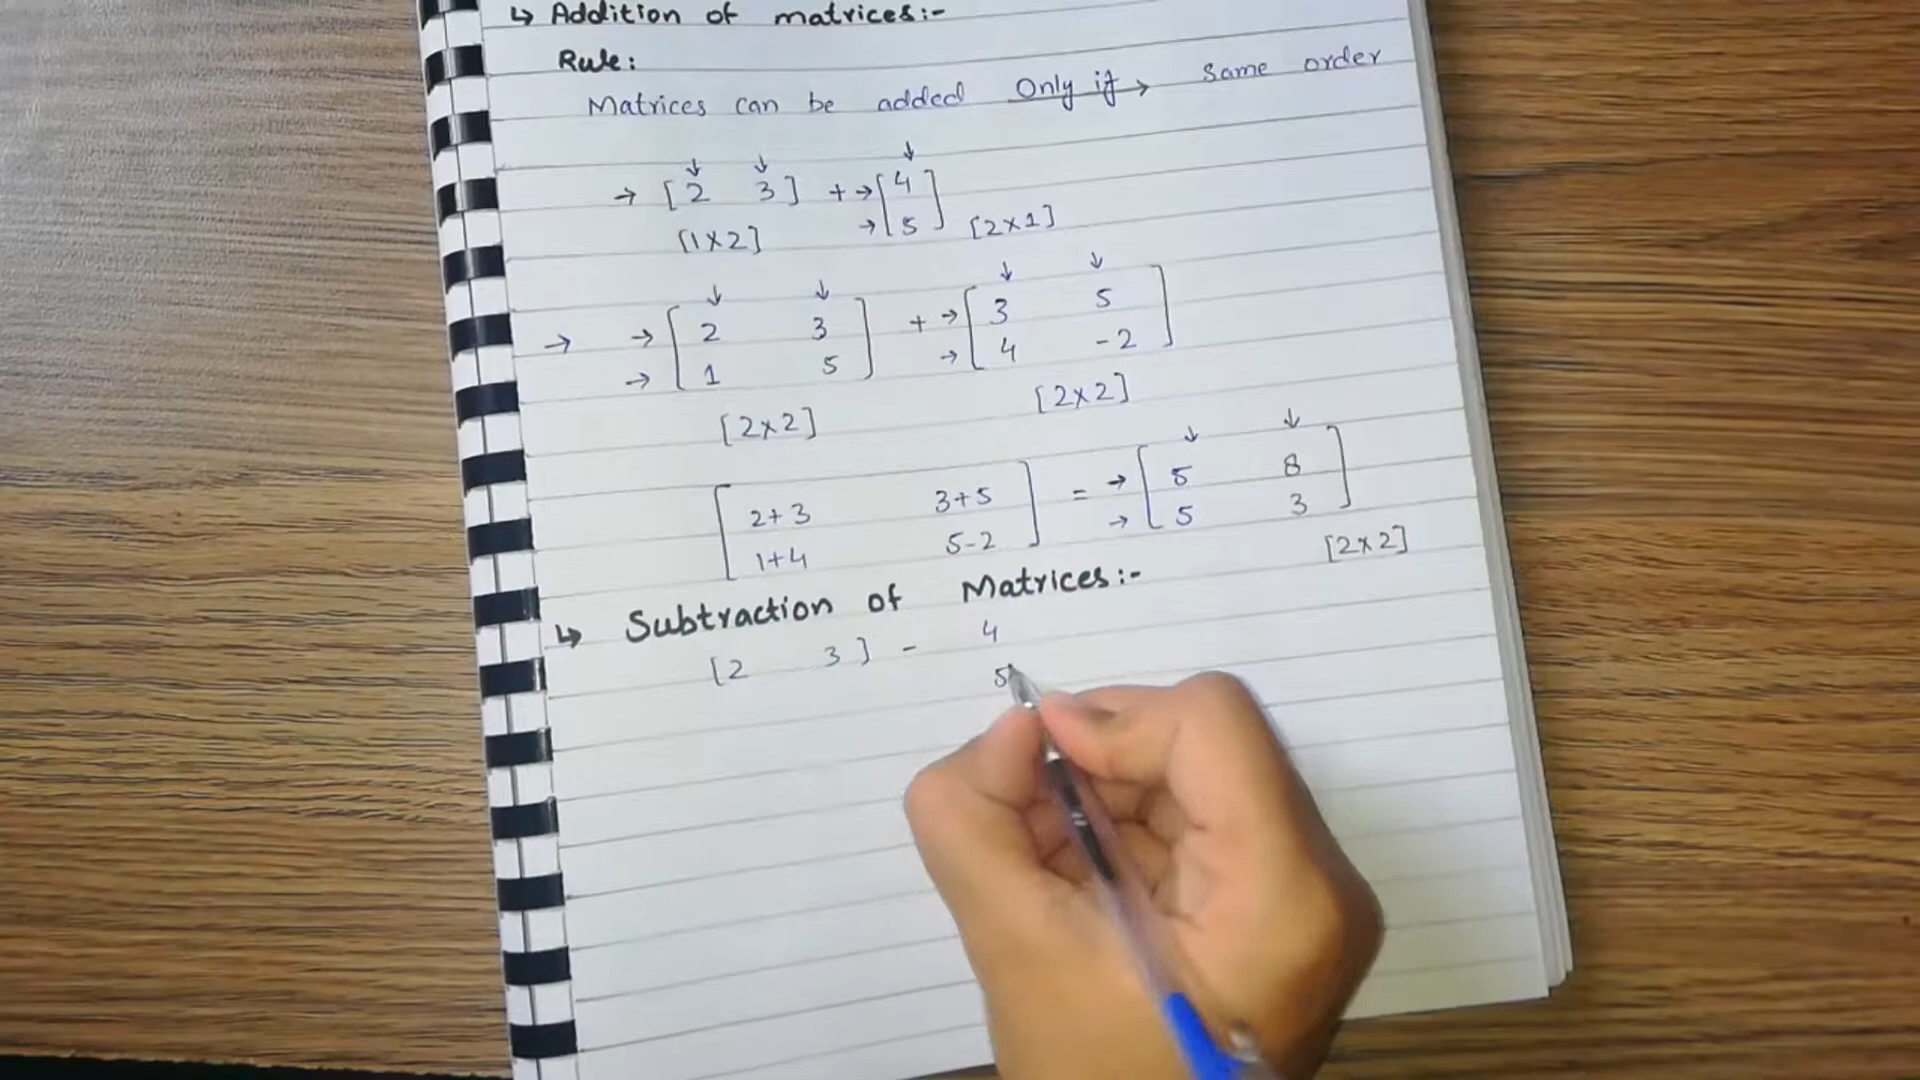 ↳ Addition of matrices:-
Rule:
Matrices can be added Only if → Same order
↓ ↓ ↓
→ [2 3] + → [4
→ 5] [2x1]
[1x2]
↓ ↓ ↓ ↓
→ → [2 3 + → [3 5
→ 1 5] → 4 -2]
[2x2] [2x2]
↓ ↓
[2+3 3+5 = → [5 8
1+4 5-2] → 5 3]
[2x2]
↳ Subtraction of Matrices:-
[2 3] - 4
5